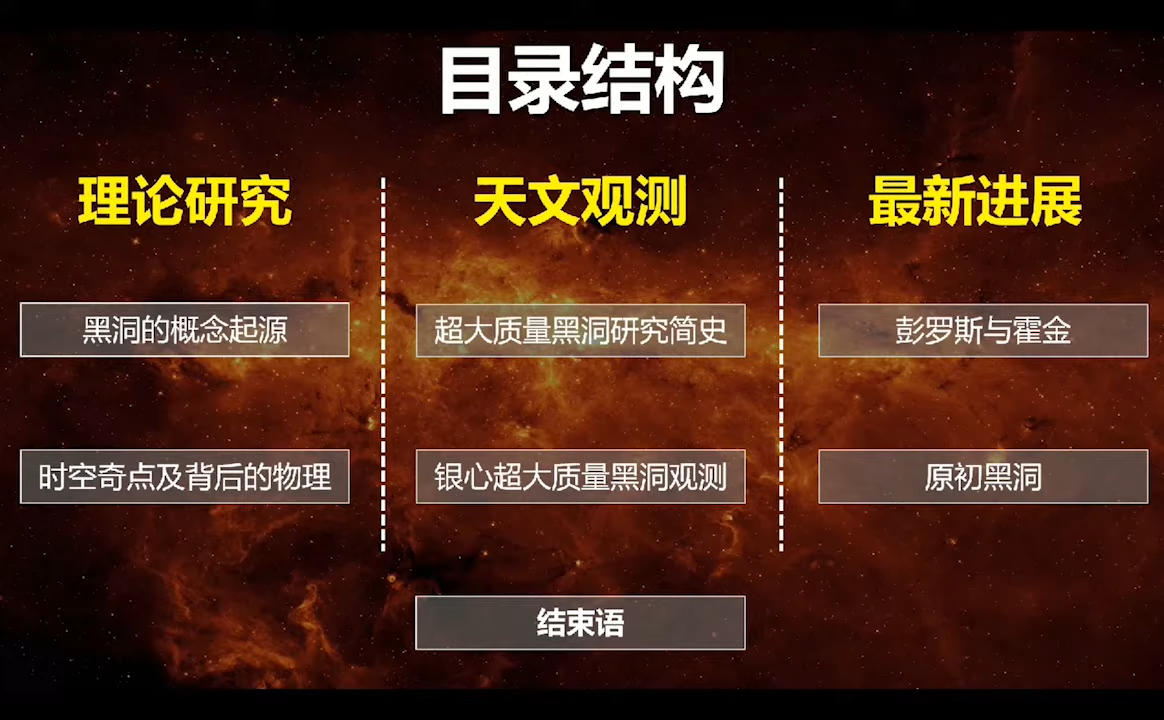 目录结构
理论研究
天文观测
最新进展
黑洞的概念起源
超大质量黑洞研究简史
彭罗斯与霍金
时空奇点及背后的物理
银心超大质量黑洞观测
原初黑洞
结束语